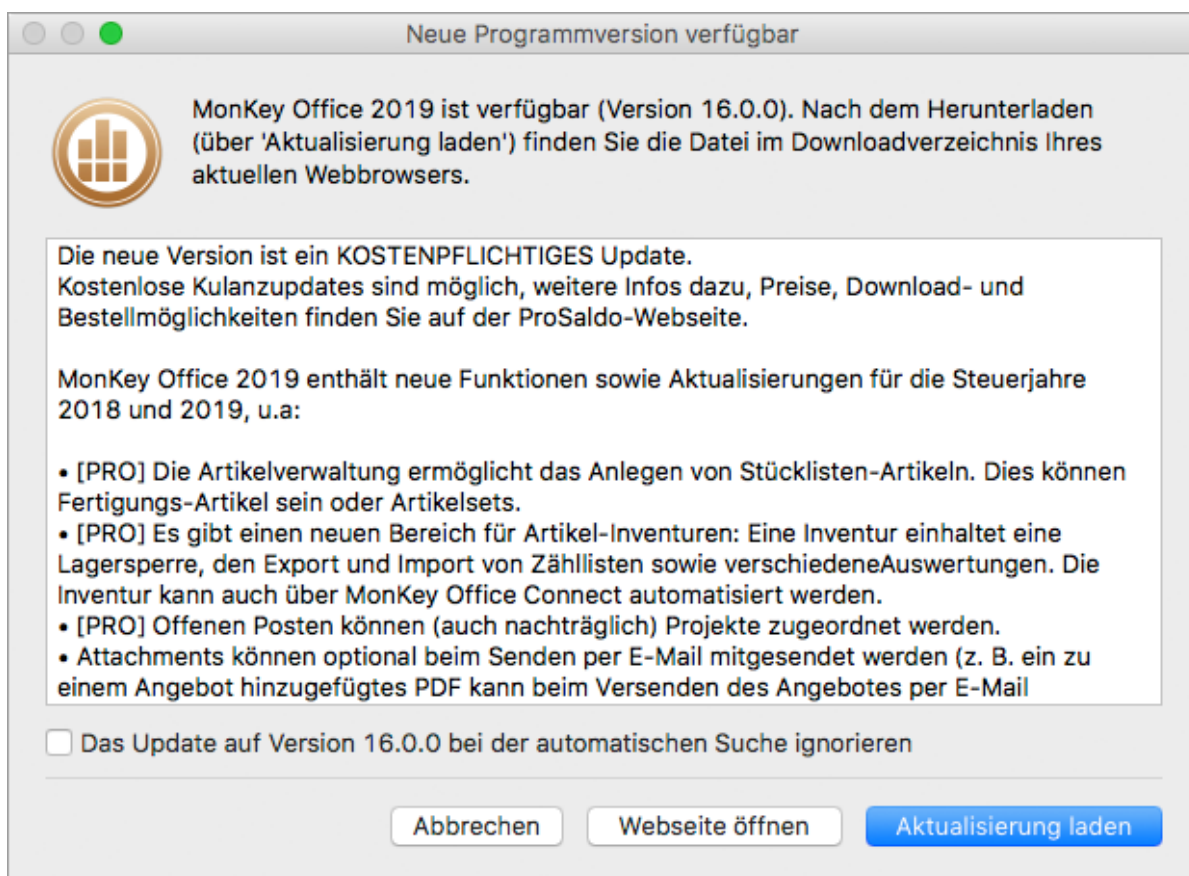 Neue Programmversion verfügbar
MonKey Office 2019 ist verfügbar (Version 16.0.0). Nach dem Herunterladen
(über 'Aktualisierung laden') finden Sie die Datei im Downloadverzeichnis Ihres
aktuellen Webbrowsers.
Die neue Version ist ein KOSTENPFLICHTIGES Update.
Kostenlose Kulanzupdates sind möglich, weitere Infos dazu, Preise, Download- und
Bestellmöglichkeiten finden Sie auf der ProSaldo-Webseite.
MonKey Office 2019 enthält neue Funktionen sowie Aktualisierungen für die Steuerjahre
2018 und 2019, u.a:
• [PRO] Die Artikelverwaltung ermöglicht das Anlegen von Stücklisten-Artikeln. Dies können
Fertigungs-Artikel sein oder Artikelsets.
• [PRO] Es gibt einen neuen Bereich für Artikel-Inventuren: Eine Inventur einhaltet eine
Lagersperre, den Export und Import von Zähllisten sowie verschiedeneAuswertungen. Die
Inventur kann auch über MonKey Office Connect automatisiert werden.
• [PRO] Offenen Posten können (auch nachträglich) Projekte zugeordnet werden.
• Attachments können optional beim Senden per E-Mail mitgesendet werden (z. B. ein zu
einem Angebot hinzugefügtes PDF kann beim Versenden des Angebotes per E-Mail
Das Update auf Version 16.0.0 bei der automatischen Suche ignorieren
Abbrechen
Webseite öffnen
Aktualisierung laden